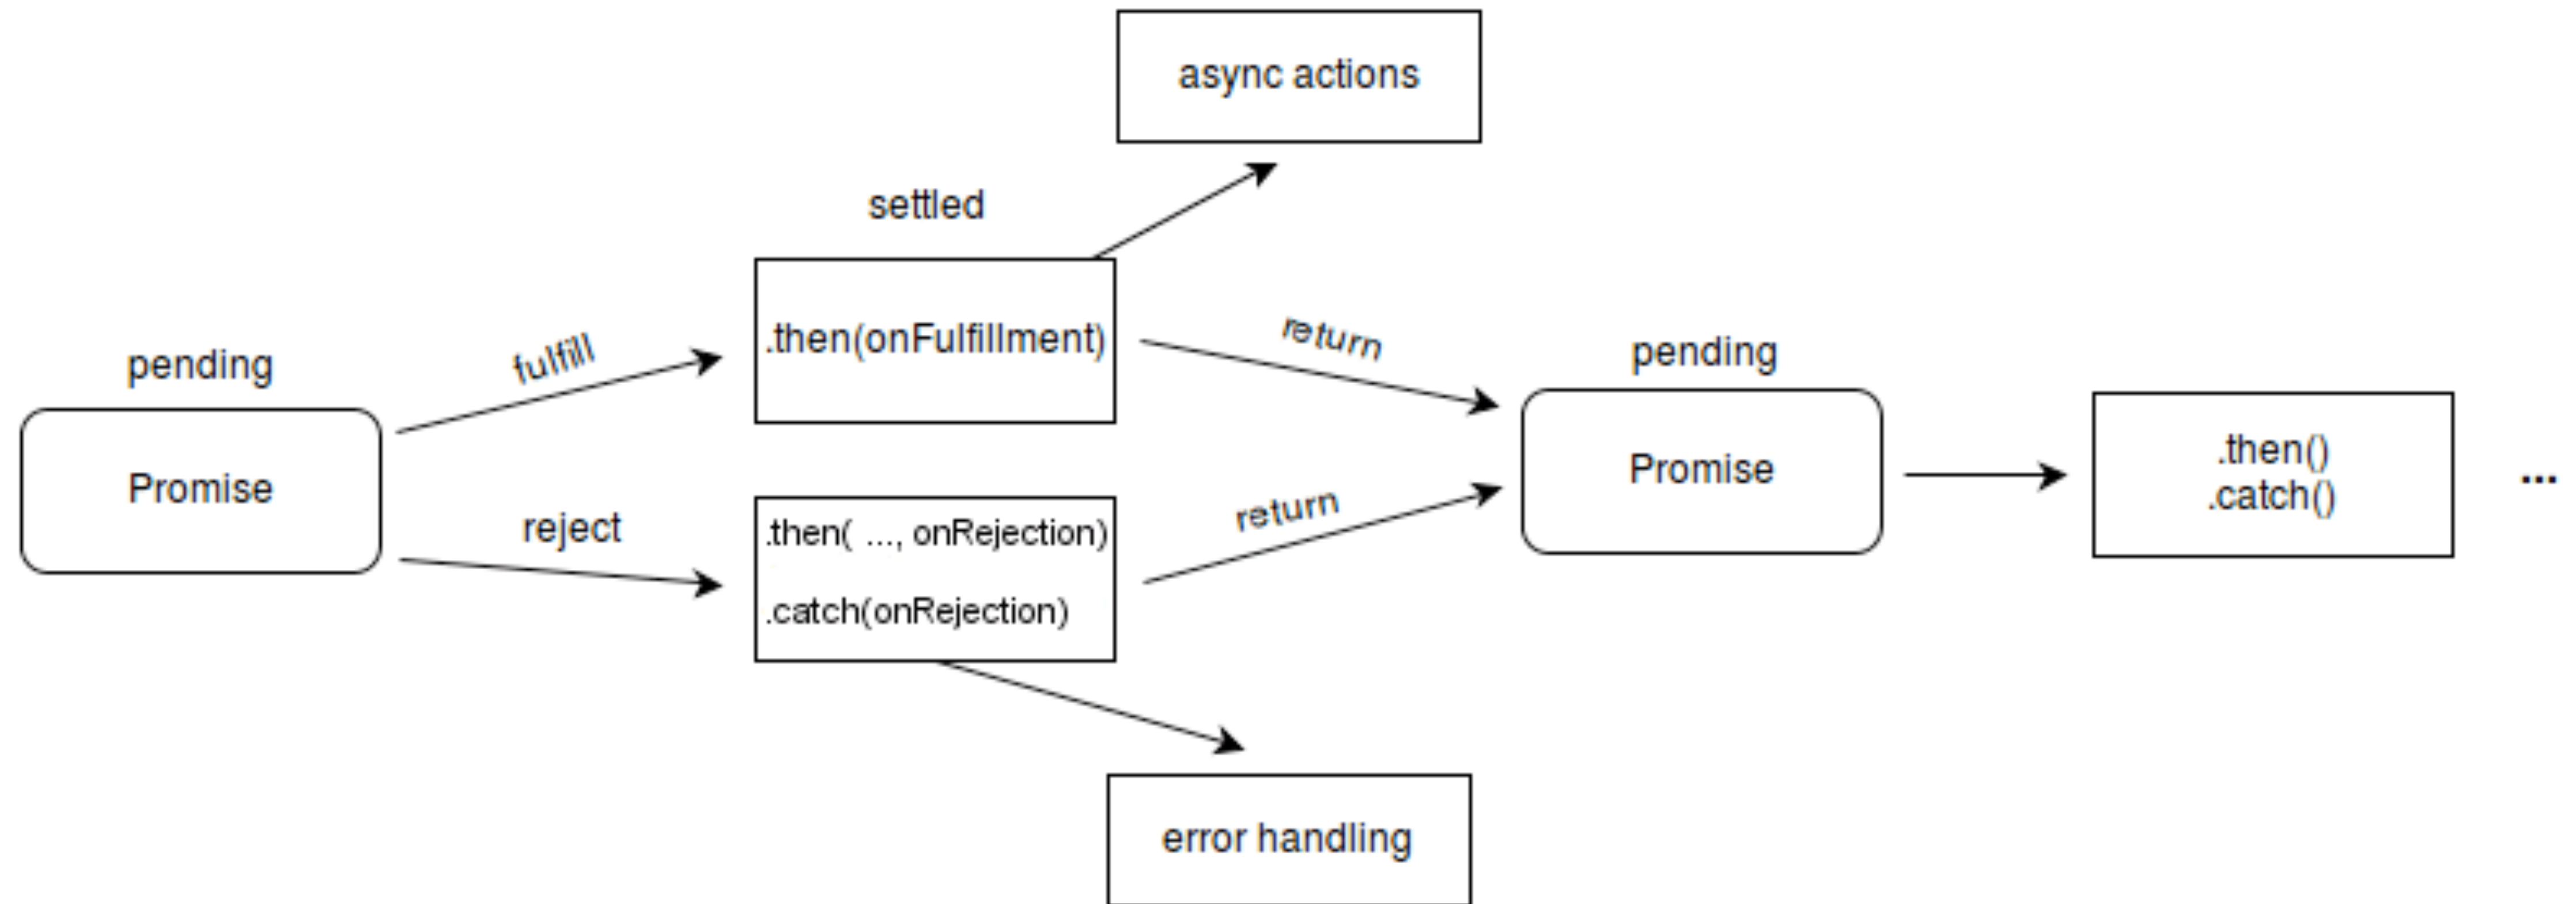 async actions
settled
.then(onFulfillment)
fulfill
return
pending
pending
Promise
Promise
.then()
.catch()
...
reject
.then( ..., onRejection)
.catch(onRejection)
return
error handling